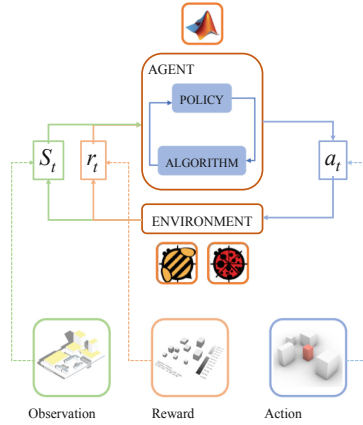 AGENT
POLICY
ALGORITHM
S_t
r_t
a_t
ENVIRONMENT
Observation
Reward
Action